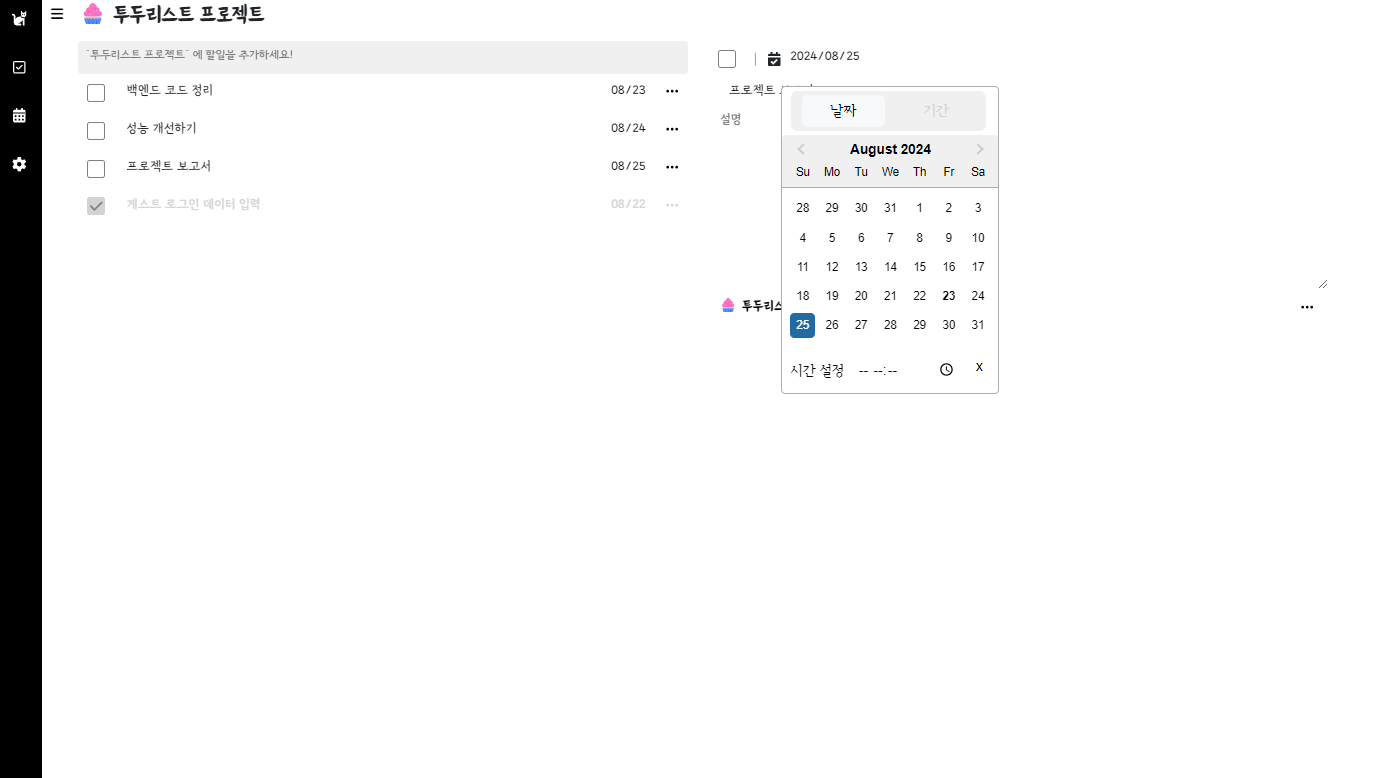 투두리스트 프로젝트
"투두리스트 프로젝트" 에 할일을 추가하세요!
백엔드 코드 정리 08/23
성능 개선하기 08/24
프로젝트 보고서 08/25
게스트 로그인 데이터 입력 08/22
2024/08/25
프로젝트
설명
날짜 기간
August 2024
Su Mo Tu We Th Fr Sa
28 29 30 31 1 2 3
4 5 6 7 8 9 10
11 12 13 14 15 16 17
18 19 20 21 22 23 24
25 26 27 28 29 30 31
투두리스
시간 설정 -- --:-- X